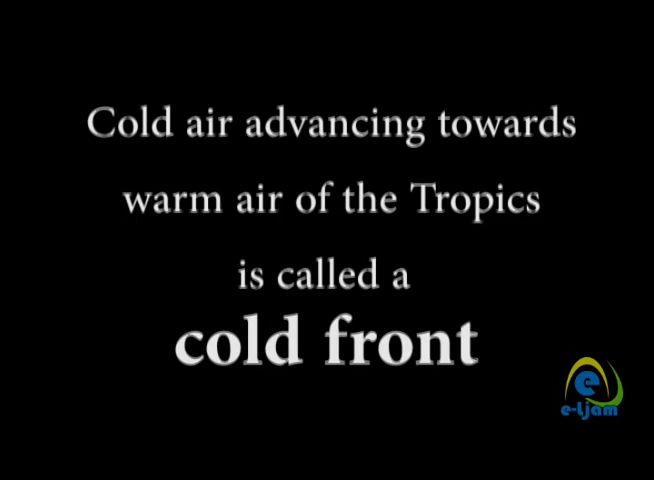 Cold air advancing towards
warm air of the Tropics
is called a
cold front
e
e-Ljam